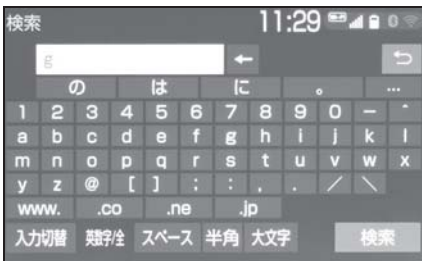 検索 11:29
g ←
の は に 。 …
1 2 3 4 5 6 7 8 9 0 − ＾
a b c d e f g h i j k l
m n o p q r s t u v w x
y z @ [ ] ; : , . ／ ＼
www. .co .ne .jp
入力切替 英数字/全 スペース 半角 大文字 検索